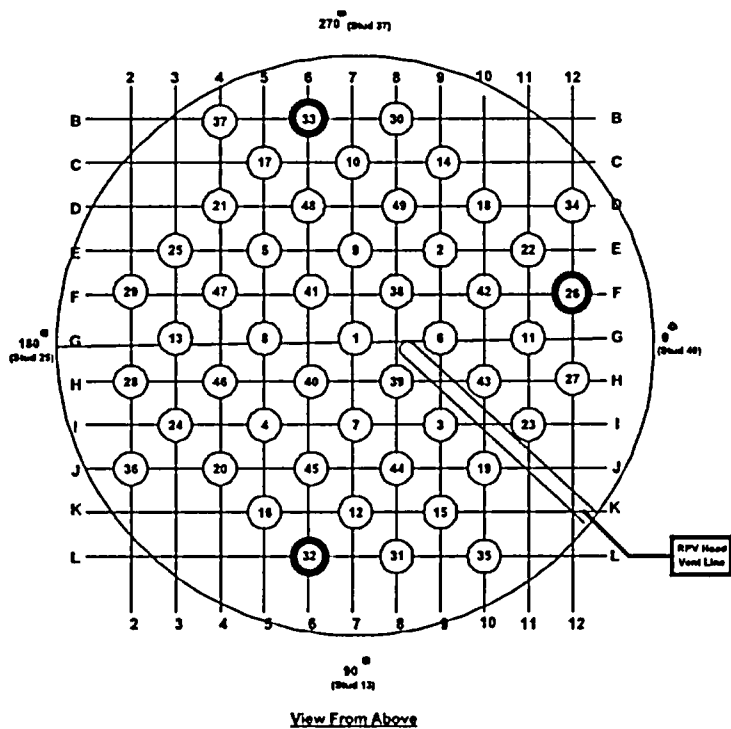 270°
(Stud 37)
2 3 4 5 6 7 8 9 10 11 12
B 37 33 30 B
C 17 10 14 C
D 21 48 49 18 34 D
E 25 5 9 2 22 E
F 29 47 41 38 42 26 F
180° G 13 8 1 6 11 G 0°
(Stud 25) (Stud
H 28 46 40 39 43 27 H
I 24 4 7 3 23 I
J 36 20 45 44 19 J
K 16 12 15 K
L 32 31 35 L
RPV Head
Vent Line
2 3 4 5 6 7 8 9 10 11 12
90°
(Stud 13)
View From Above